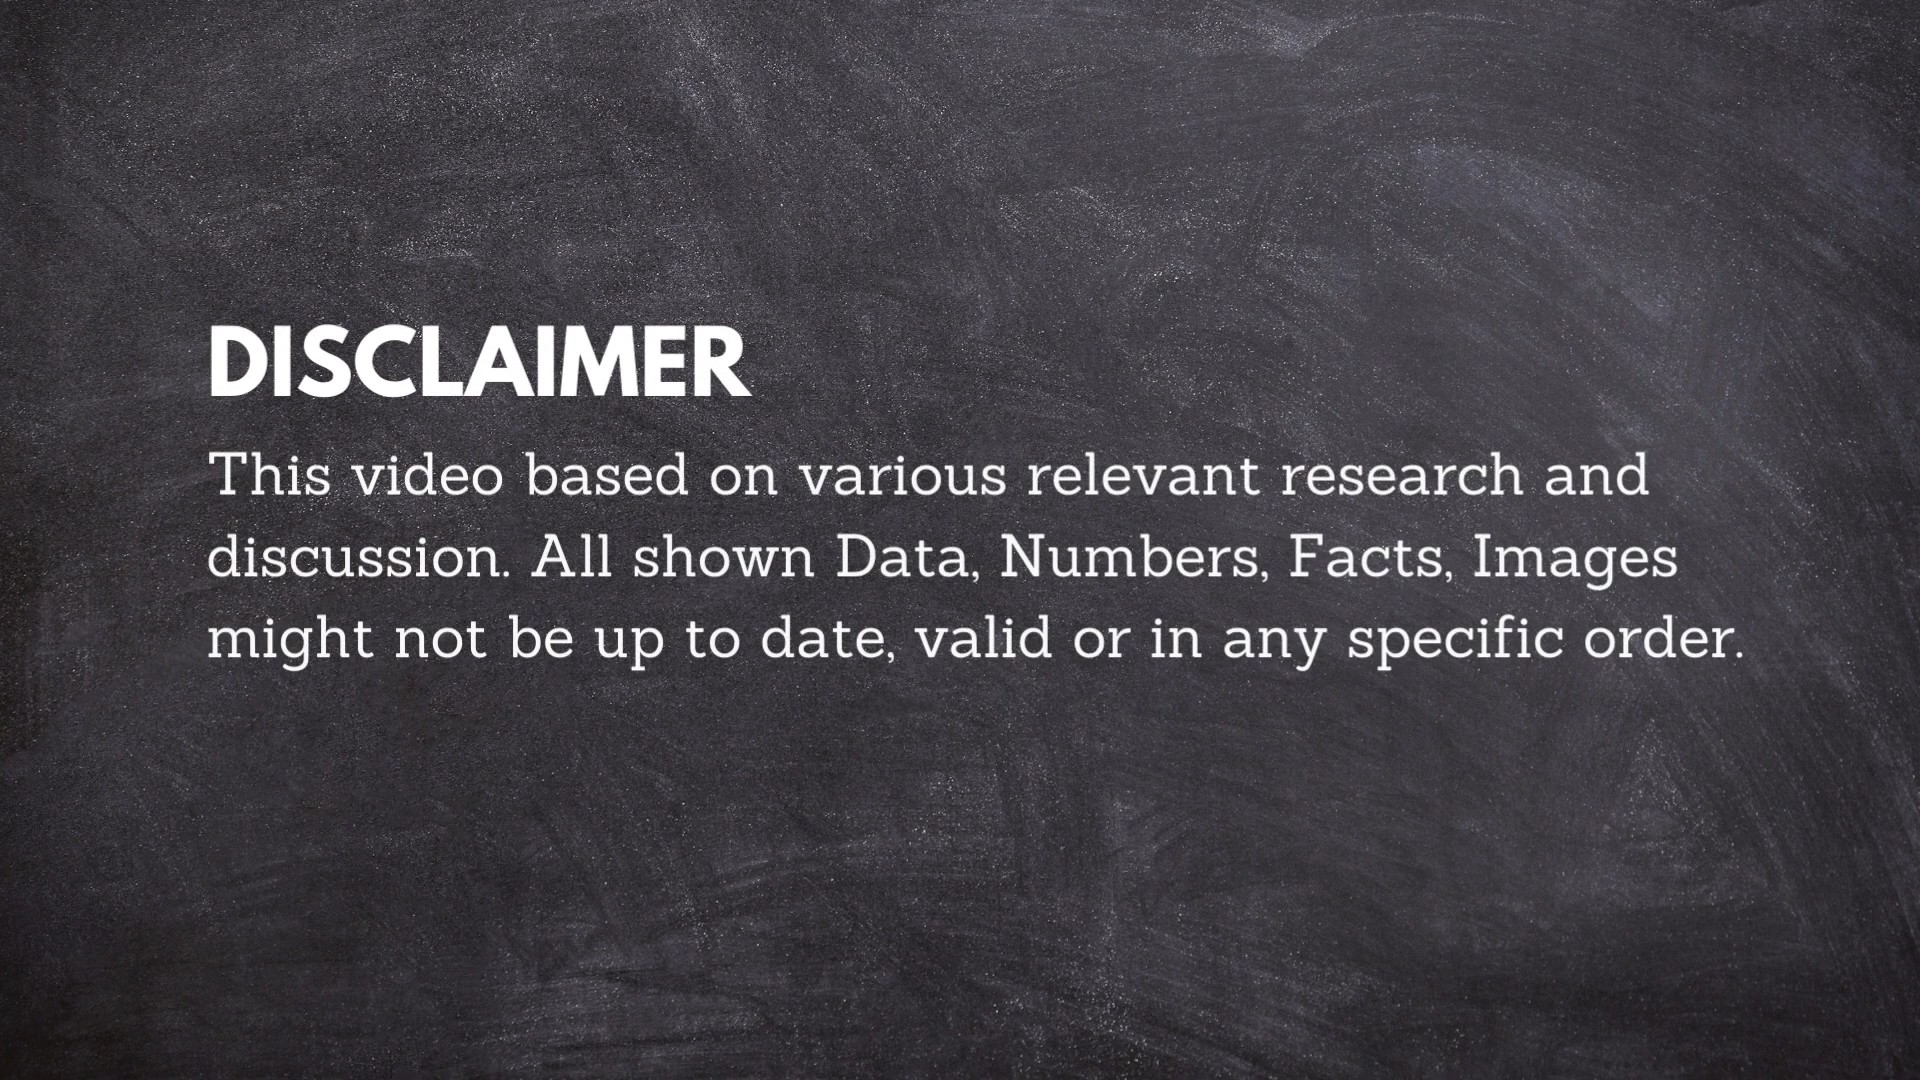 DISCLAIMER
This video based on various relevant research and
discussion. All shown Data, Numbers, Facts, Images
might not be up to date, valid or in any specific order.